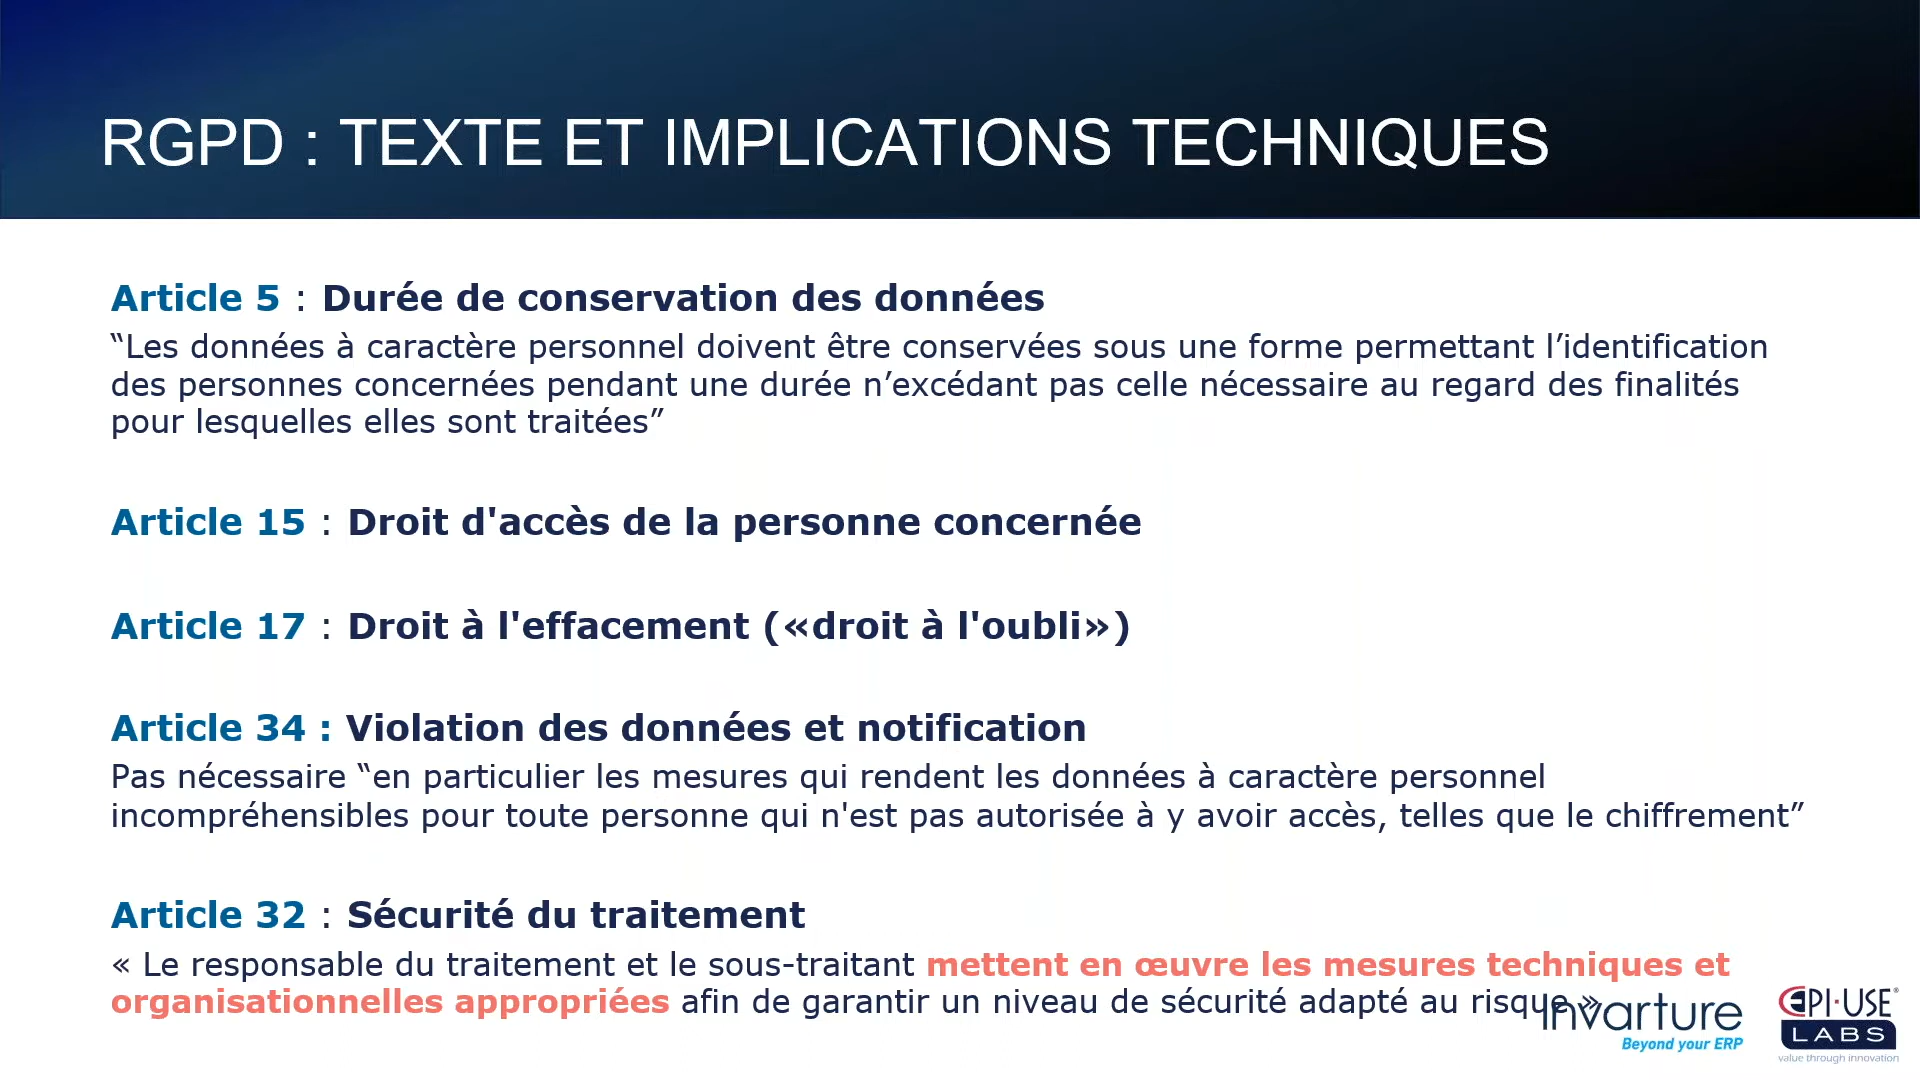 RGPD : TEXTE ET IMPLICATIONS TECHNIQUES
Article 5 : Durée de conservation des données
“Les données à caractère personnel doivent être conservées sous une forme permettant l’identification
des personnes concernées pendant une durée n’excédant pas celle nécessaire au regard des finalités
pour lesquelles elles sont traitées”
Article 15 : Droit d'accès de la personne concernée
Article 17 : Droit à l'effacement («droit à l'oubli»)
Article 34 : Violation des données et notification
Pas nécessaire “en particulier les mesures qui rendent les données à caractère personnel
incompréhensibles pour toute personne qui n'est pas autorisée à y avoir accès, telles que le chiffrement”
Article 32 : Sécurité du traitement
« Le responsable du traitement et le sous-traitant mettent en œuvre les mesures techniques et
organisationnelles appropriées afin de garantir un niveau de sécurité adapté au risque »
Invarture
Beyond your ERP
EPI·USE®
LABS
value through innovation